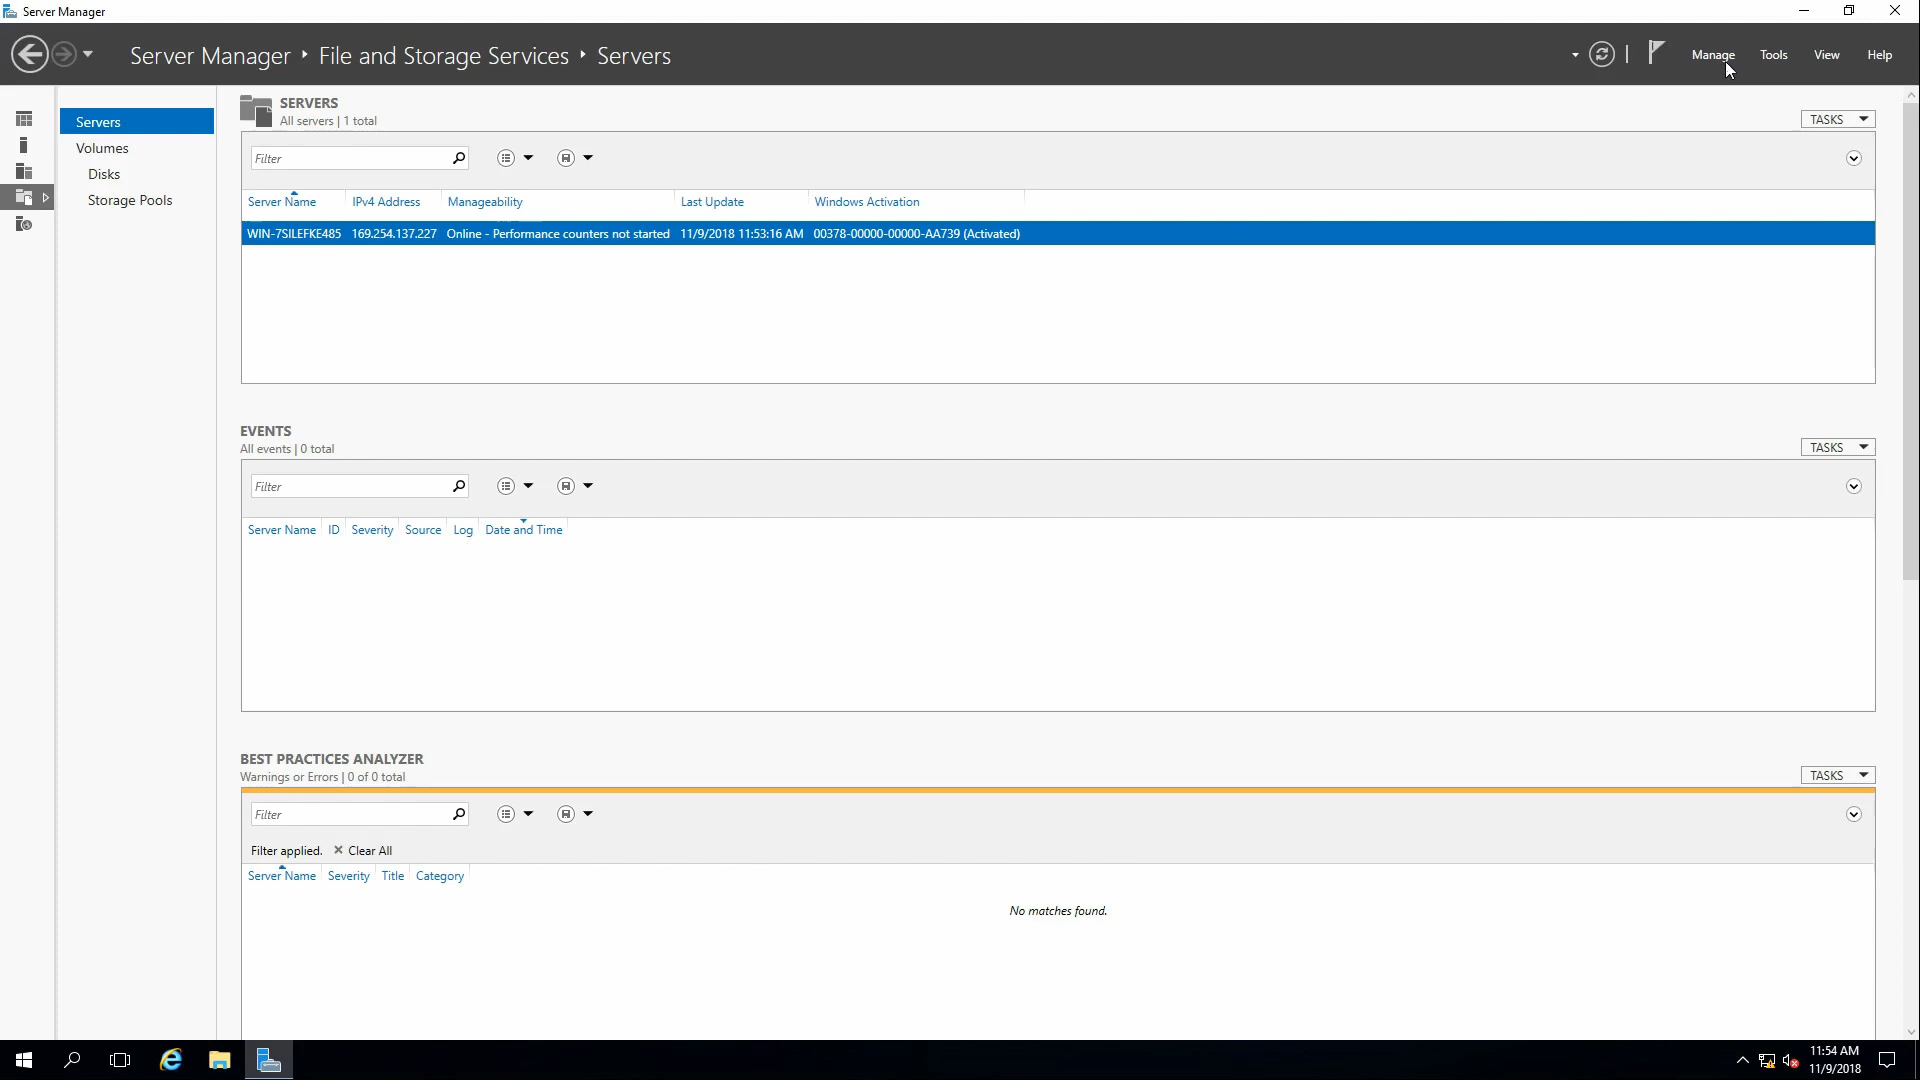 Server Manager
Server Manager ‣ File and Storage Services ‣ Servers
Manage Tools View Help
Servers
Volumes
Disks
Storage Pools
SERVERS
All servers | 1 total
TASKS
Filter
Server Name IPv4 Address Manageability Last Update Windows Activation
WIN-7SILEFKE485 169.254.137.227 Online - Performance counters not started 11/9/2018 11:53:16 AM 00378-00000-00000-AA739 (Activated)
EVENTS
All events | 0 total
TASKS
Filter
Server Name ID Severity Source Log Date and Time
BEST PRACTICES ANALYZER
Warnings or Errors | 0 of 0 total
TASKS
Filter
Filter applied. ✕ Clear All
Server Name Severity Title Category
No matches found.
11:54 AM
11/9/2018